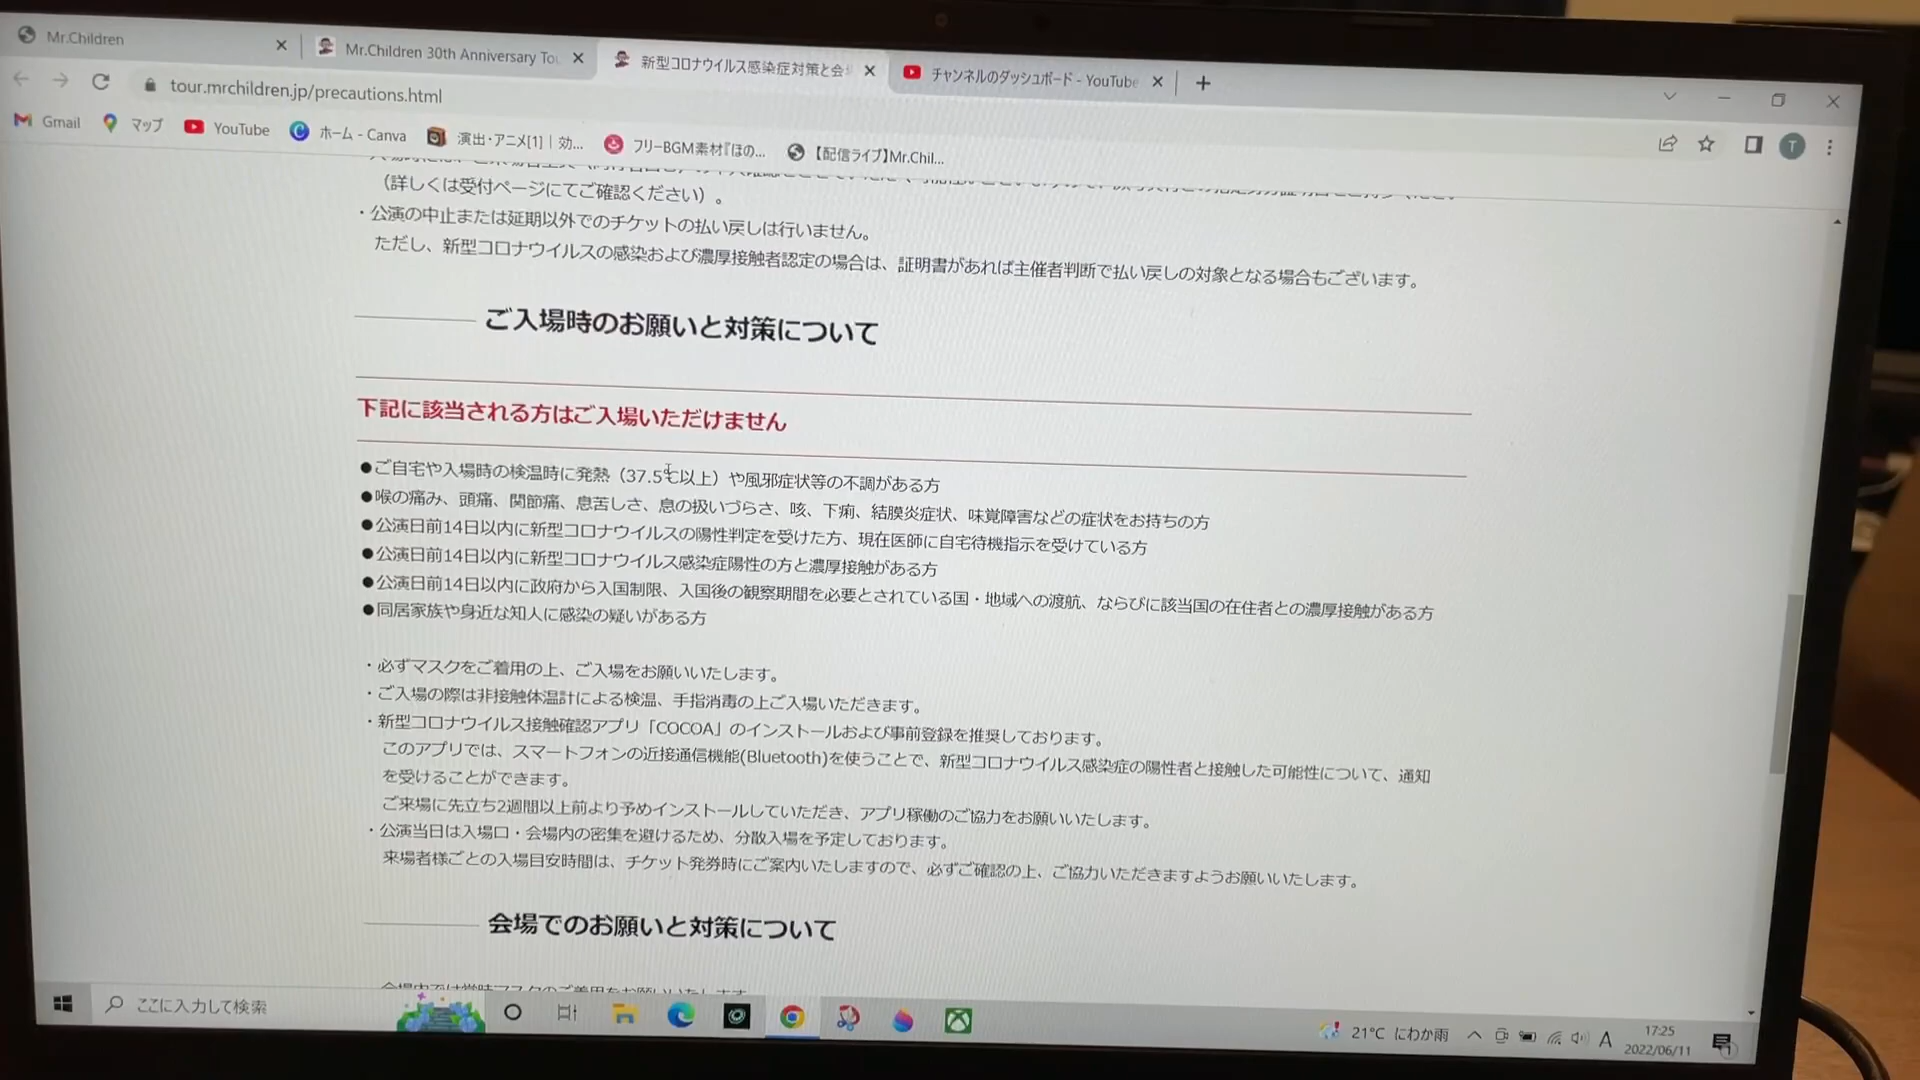 Mr.Children
Mr.Children 30th Anniversary To
新型コロナウイルス感染症対策と会
チャンネルのダッシュボード - YouTube
tour.mrchildren.jp/precautions.html
Gmail
マップ
YouTube
ホーム - Canva
演出・アニメ[1]｜効...
フリーBGM素材『ほの...
【配信ライブ】Mr.Chil...
T
（詳しくは受付ページにてご確認ください）。
・公演の中止または延期以外でのチケットの払い戻しは行いません。
ただし、新型コロナウイルスの感染および濃厚接触者認定の場合は、証明書があれば主催者判断で払い戻しの対象となる場合もございます。
ご入場時のお願いと対策について
下記に該当される方はご入場いただけません
●ご自宅や入場時の検温時に発熱（37.5℃以上）や風邪症状等の不調がある方
●喉の痛み、頭痛、関節痛、息苦しさ、息の扱いづらさ、咳、下痢、結膜炎症状、味覚障害などの症状をお持ちの方
●公演日前14日以内に新型コロナウイルスの陽性判定を受けた方、現在医師に自宅待機指示を受けている方
●公演日前14日以内に新型コロナウイルス感染症陽性の方と濃厚接触がある方
●公演日前14日以内に政府から入国制限、入国後の観察期間を必要とされている国・地域への渡航、ならびに該当国の在住者との濃厚接触がある方
●同居家族や身近な知人に感染の疑いがある方
・必ずマスクをご着用の上、ご入場をお願いいたします。
・ご入場の際は非接触体温計による検温、手指消毒の上ご入場いただきます。
・新型コロナウイルス接触確認アプリ「COCOA」のインストールおよび事前登録を推奨しております。
このアプリでは、スマートフォンの近接通信機能(Bluetooth)を使うことで、新型コロナウイルス感染症の陽性者と接触した可能性について、通知
を受けることができます。
ご来場に先立ち2週間以上前より予めインストールしていただき、アプリ稼働のご協力をお願いいたします。
・公演当日は入場口・会場内の密集を避けるため、分散入場を予定しております。
来場者様ごとの入場目安時間は、チケット発券時にご案内いたしますので、必ずご確認の上、ご協力いただきますようお願いいたします。
会場でのお願いと対策について
ここに入力して検索
21℃ にわか雨
A
17:25
2022/06/11
1